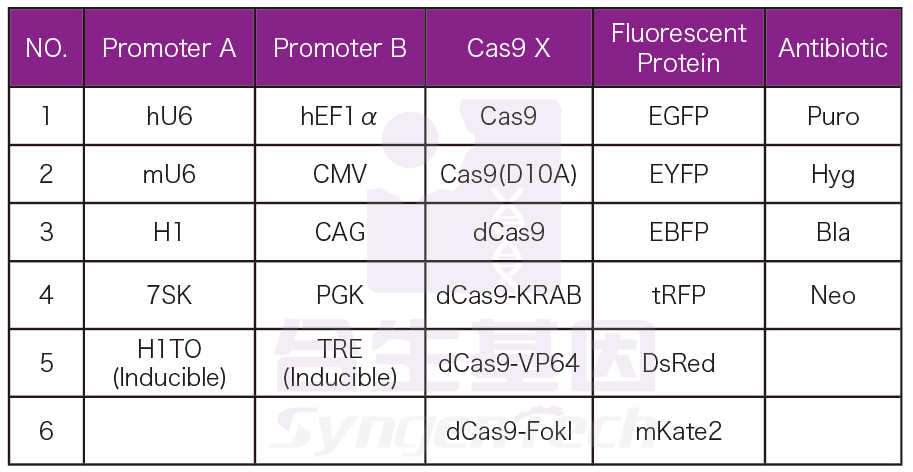 NO. Promoter A Promoter B Cas9 X Fluorescent Protein Antibiotic
1 hU6 hEF1α Cas9 EGFP Puro
2 mU6 CMV Cas9(D10A) EYFP Hyg
3 H1 CAG dCas9 EBFP Bla
4 7SK PGK dCas9-KRAB tRFP Neo
5 H1TO (Inducible) TRE (Inducible) dCas9-VP64 DsRed
6 dCas9-FokI mKate2
合生基因
SyngenTech